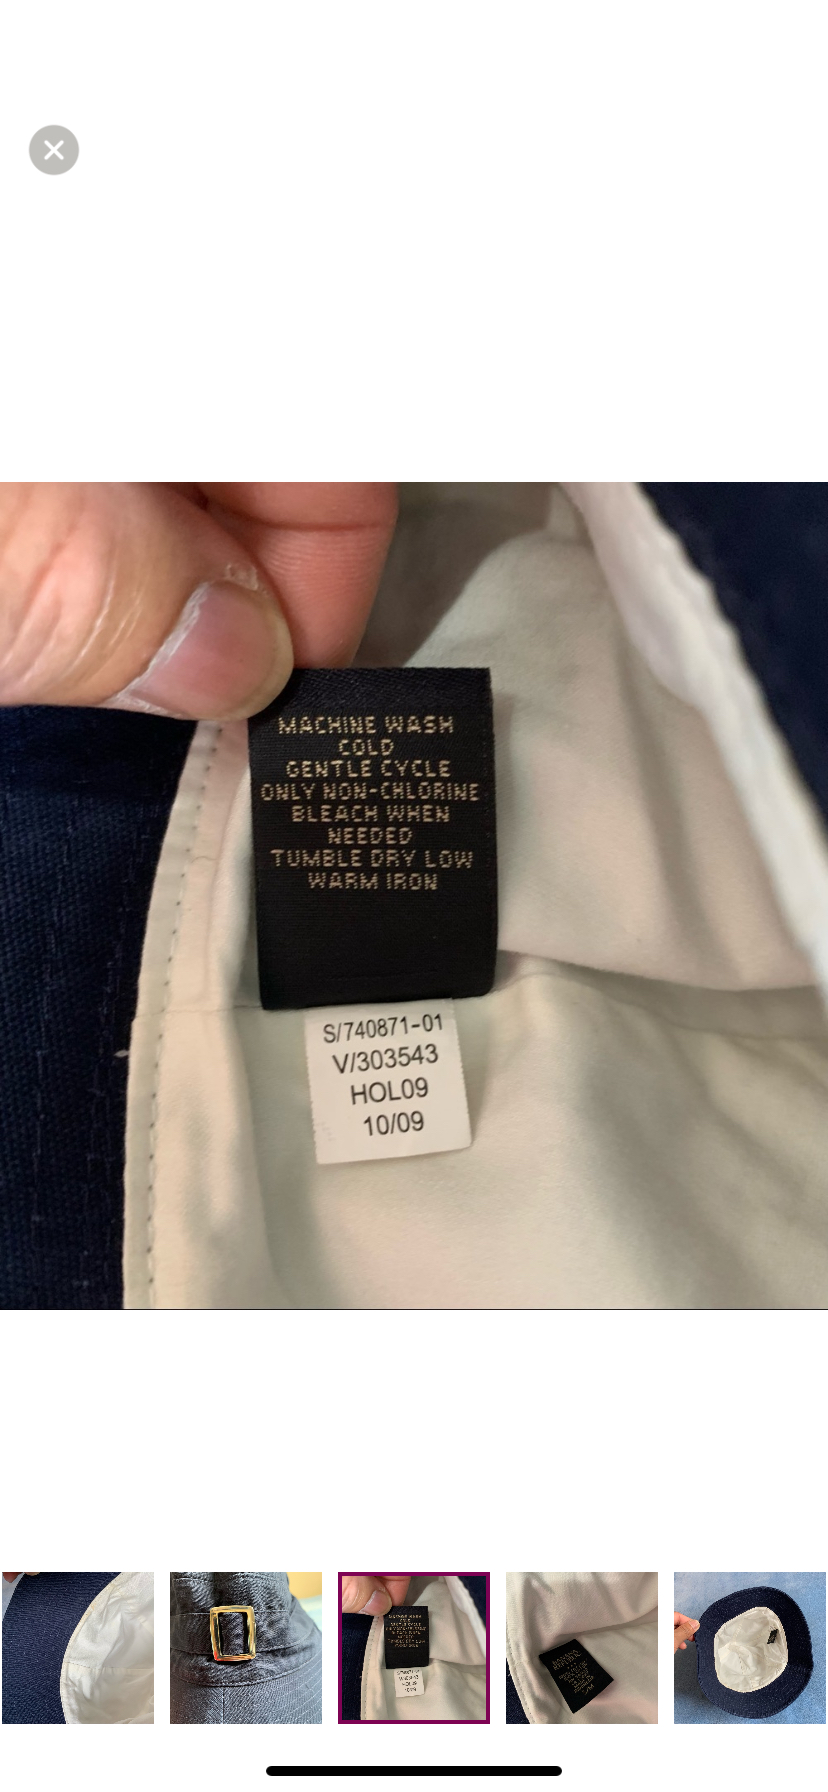 MACHINE WASH
COLD
GENTLE CYCLE
ONLY NON-CHLORINE
BLEACH WHEN
NEEDED
TUMBLE DRY LOW
WARM IRON
S/740871-01
V/303543
HOL09
10/09